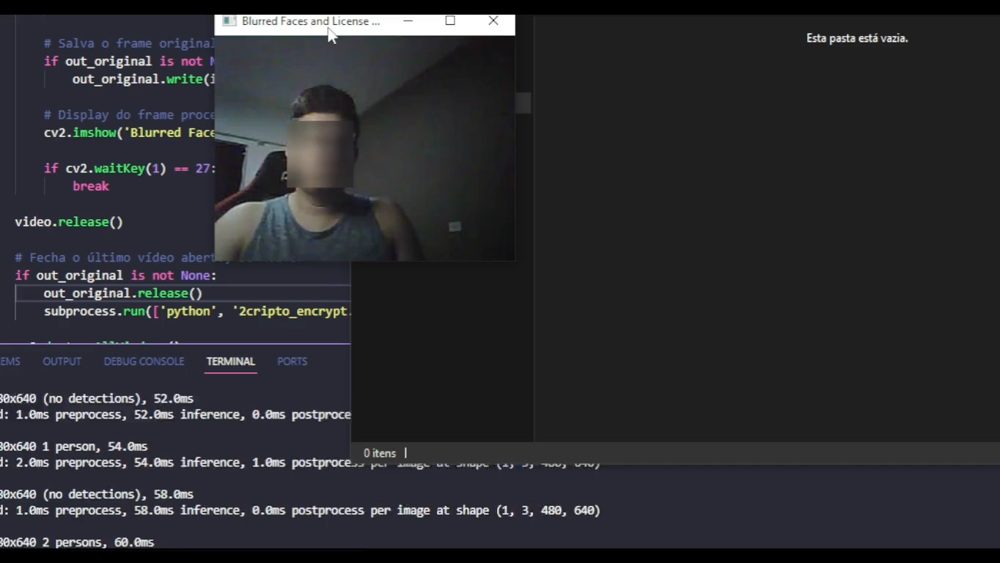 Blurred Faces and License ...
# Salva o frame original
if out_original is not
out_original.write(
# Display do frame proce
cv2.imshow('Blurred Face
if cv2.waitKey(1) == 27:
break
video.release()
# Fecha o último vídeo abert
if out_original is not None:
out_original.release()
subprocess.run(['python', '2cripto_encrypt.
EMS OUTPUT DEBUG CONSOLE TERMINAL PORTS
80x640 (no detections), 52.0ms
d: 1.0ms preprocess, 52.0ms inference, 0.0ms postproce
80x640 1 person, 54.0ms
d: 2.0ms preprocess, 54.0ms inference, 1.0ms postprocess per image at shape (1, 3, 480, 640)
80x640 (no detections), 58.0ms
d: 1.0ms preprocess, 58.0ms inference, 0.0ms postprocess per image at shape (1, 3, 480, 640)
80x640 2 persons, 60.0ms
Esta pasta está vazia.
0 itens